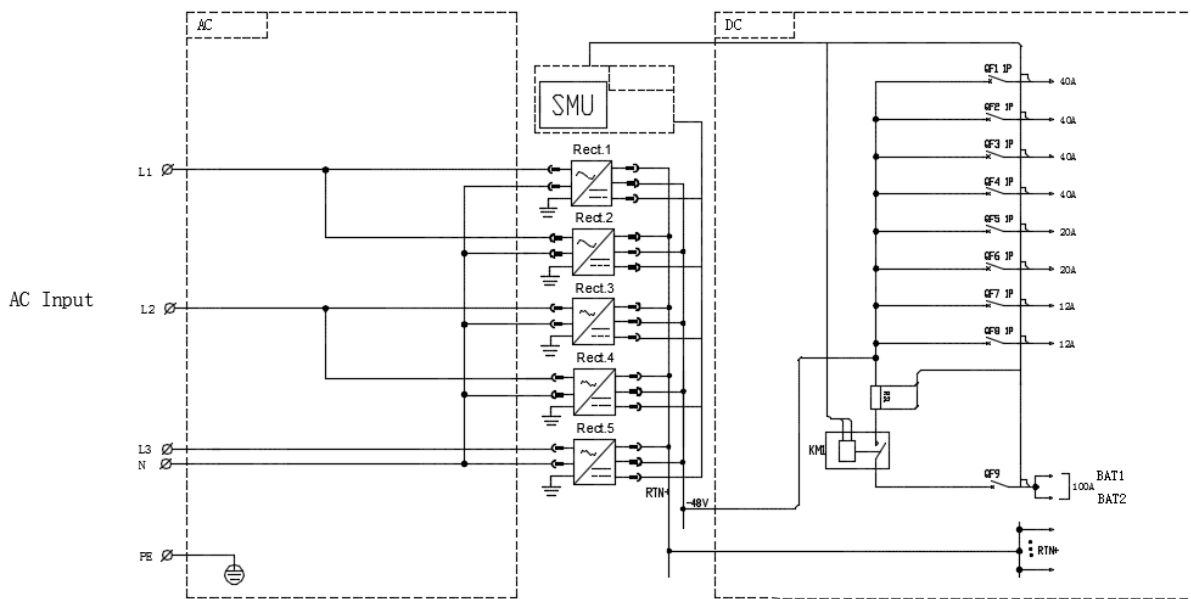 AC
DC
SMU
QF1 1P
40A
QF2 1P
40A
QF3 1P
40A
QF4 1P
40A
QF5 1P
20A
QF6 1P
20A
QF7 1P
12A
QF8 1P
12A
Rect.1
L1
Rect.2
AC Input
L2
Rect.3
Rect.4
Rect.5
L3
N
KM1
QF9
100A
BAT1
BAT2
RTN+
-48V
RTN+
PE